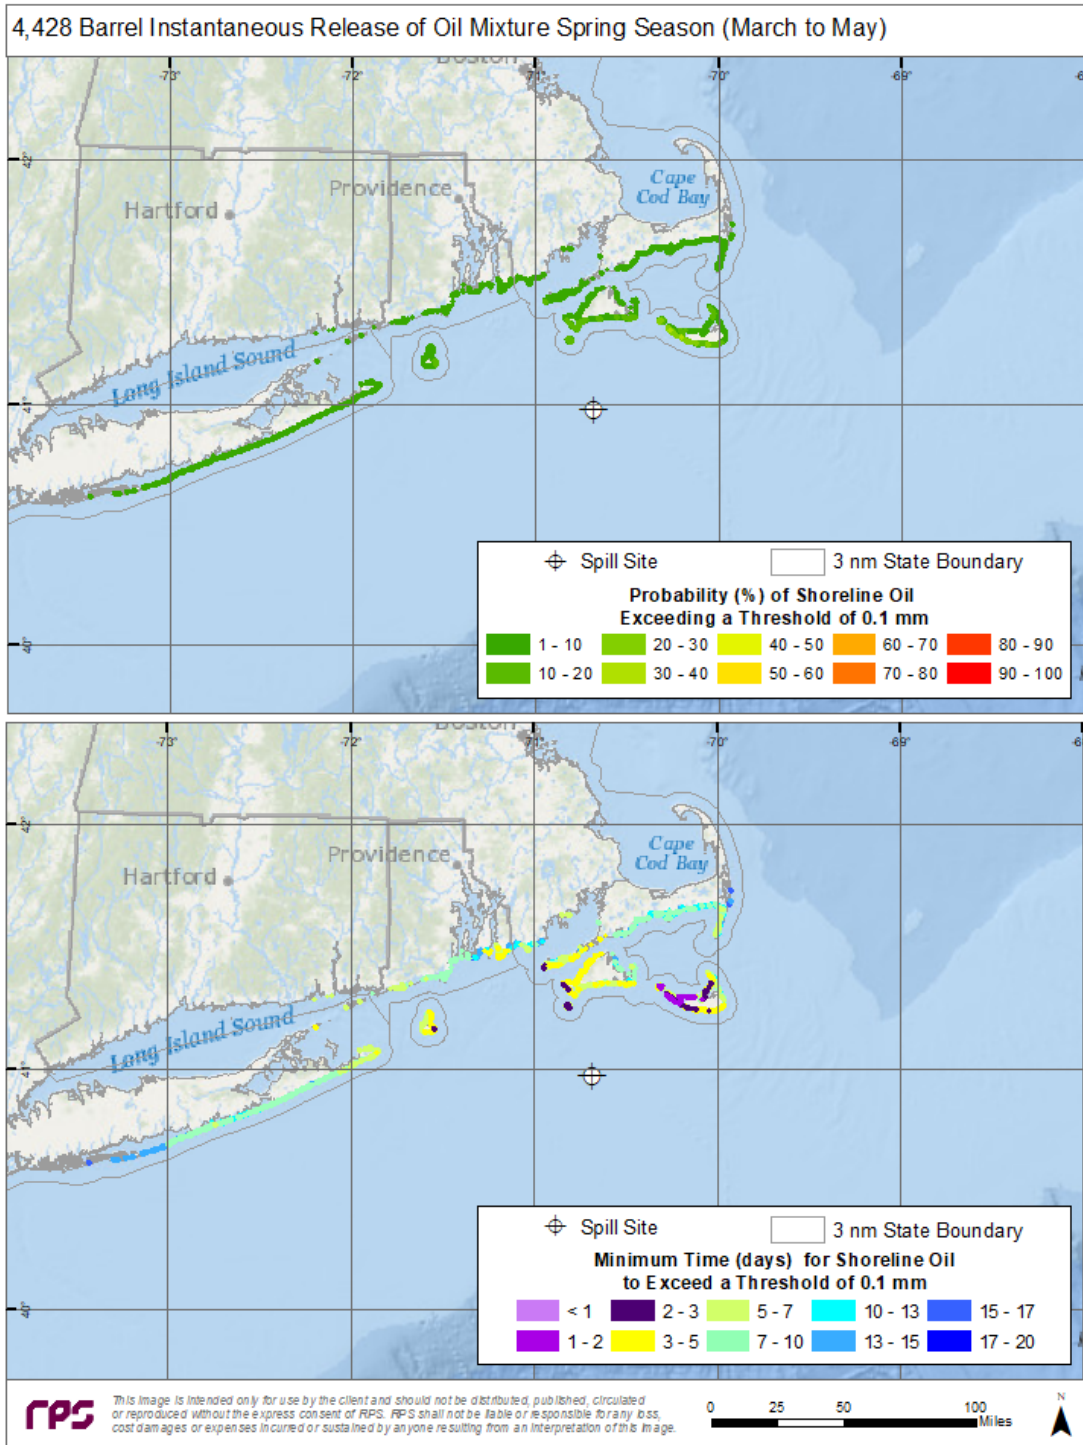 4,428 Barrel Instantaneous Release of Oil Mixture Spring Season (March to May)
Boston
-73° -72° -71° -70° -69°
42°
Cape
Cod Bay
Providence
Hartford
Long Island Sound
41°
Spill Site 3 nm State Boundary
Probability (%) of Shoreline Oil
Exceeding a Threshold of 0.1 mm
1 - 10 20 - 30 40 - 50 60 - 70 80 - 90
10 - 20 30 - 40 50 - 60 70 - 80 90 - 100
40°
Boston
-73° -72° -71° -70° -69°
42°
Cape
Cod Bay
Providence
Hartford
Long Island Sound
41°
Spill Site 3 nm State Boundary
Minimum Time (days) for Shoreline Oil
to Exceed a Threshold of 0.1 mm
< 1 2 - 3 5 - 7 10 - 13 15 - 17
1 - 2 3 - 5 7 - 10 13 - 15 17 - 20
40°
rps
This image is intended only for use by the client and should not be distributed, published, circulated
or reproduced without the express consent of RPS. RPS shall not be liable or responsible for any loss,
cost damages or expenses incurred or sustained by anyone resulting from an interpretation of this image.
0 25 50 100
Miles
N